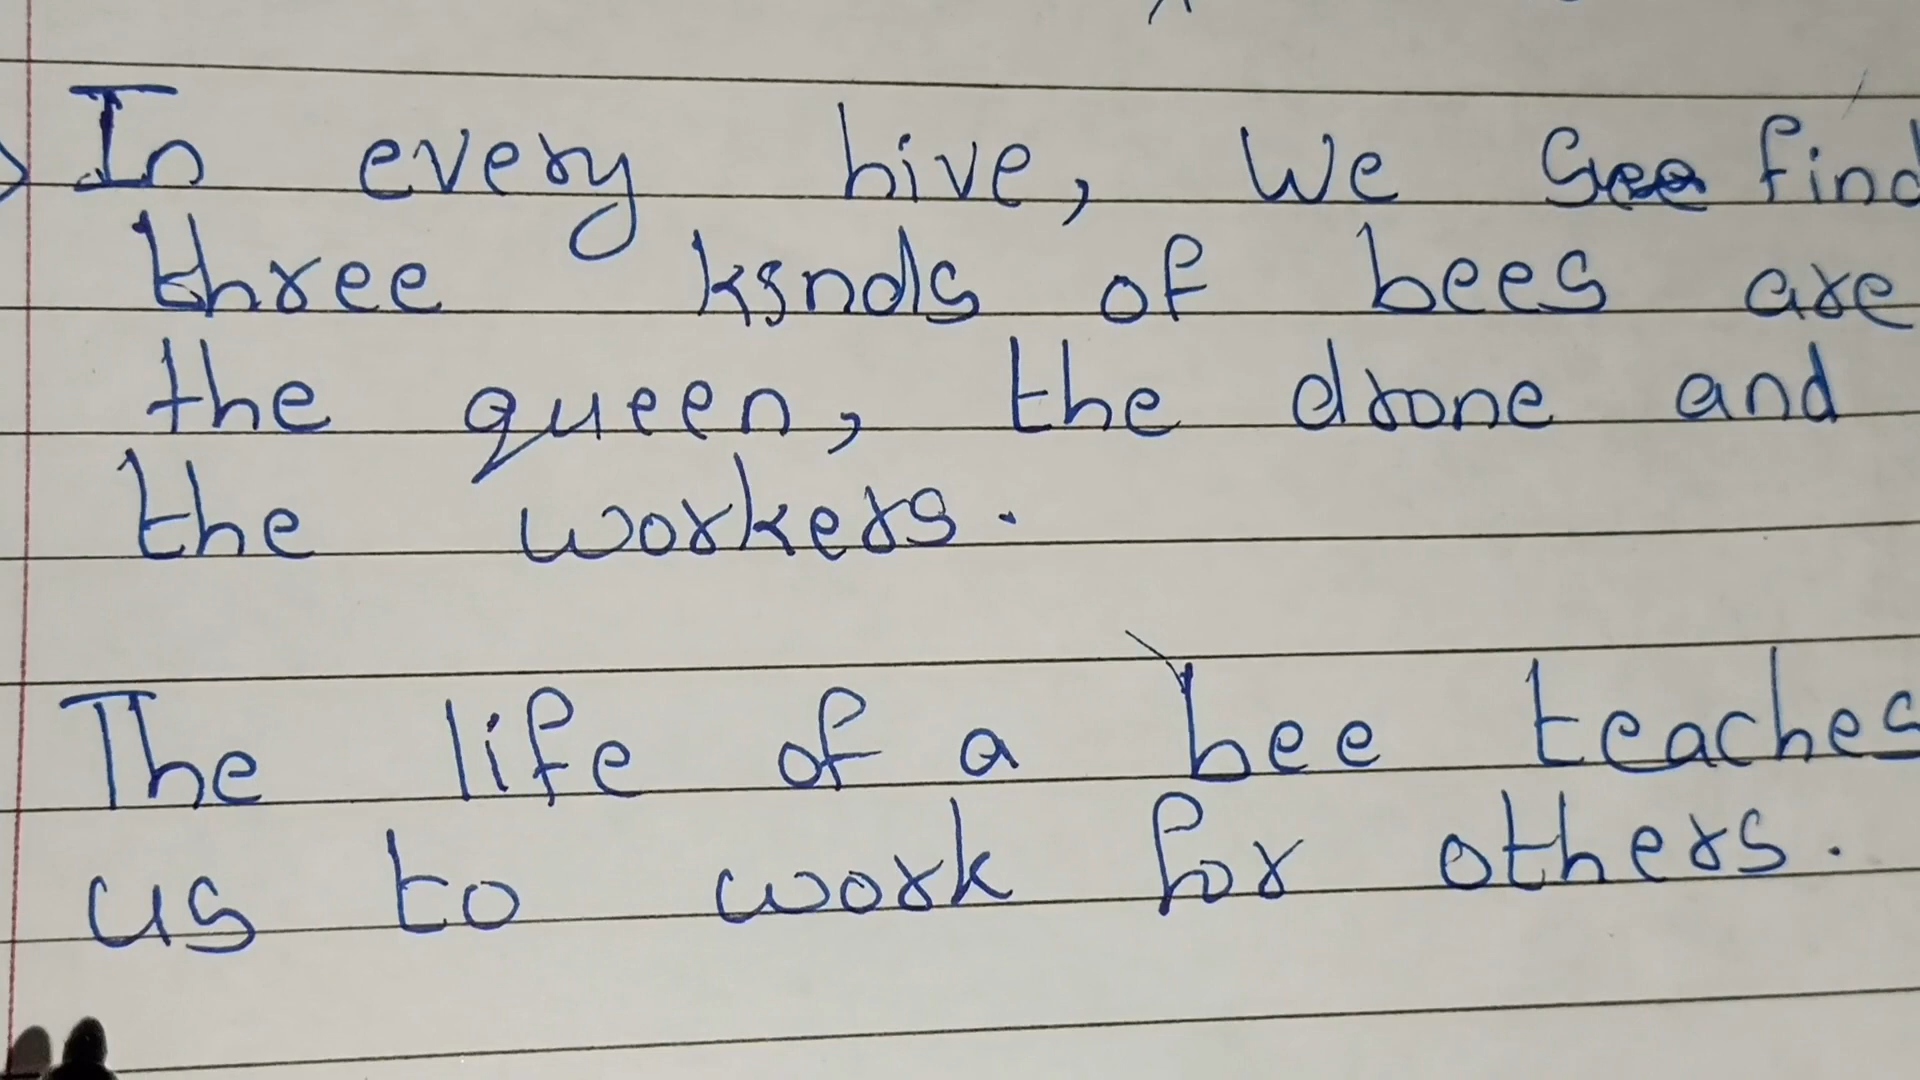 In every hive, we see find
three kinds of bees are
the queen, the drone and
the workers.
The life of a bee teaches
us to work for others.